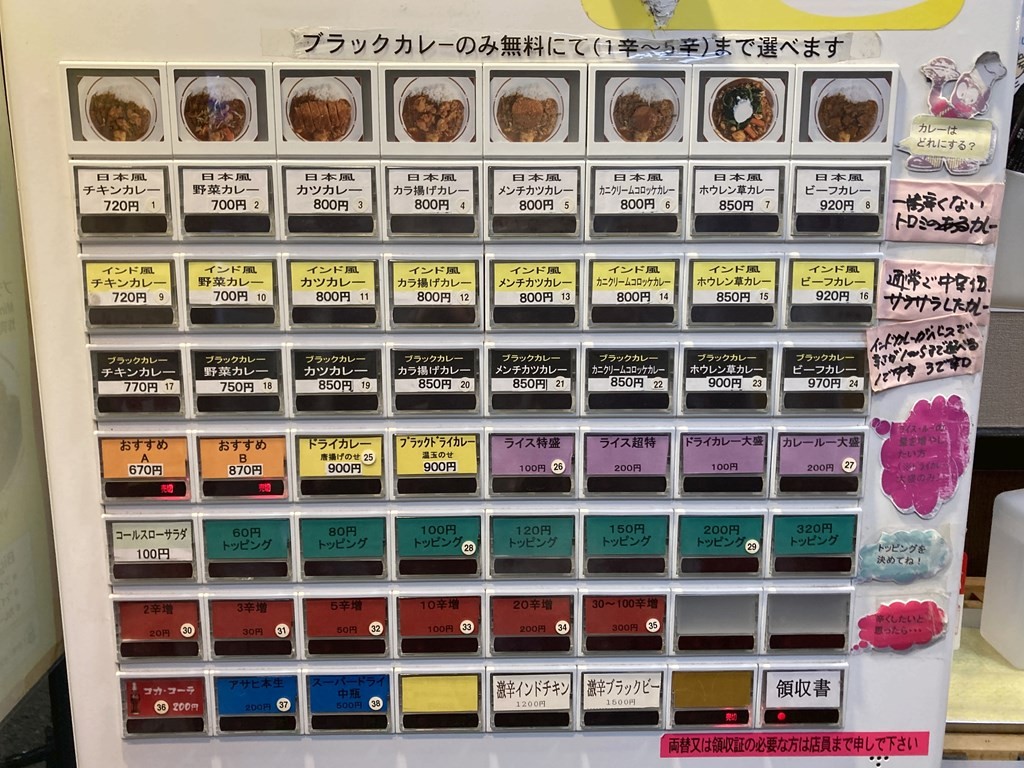 ブラックカレーのみ無料にて(1辛～5辛)まで選べます
カレーは
どれにする？
日本風 チキンカレー 720円 1
日本風 野菜カレー 700円 2
日本風 カツカレー 800円 3
日本風 カラ揚げカレー 800円 4
日本風 メンチカツカレー 800円 5
日本風 カニクリームコロッケカレー 800円 6
日本風 ホウレン草カレー 850円 7
日本風 ビーフカレー 920円 8
一番辛くない
トロミのあるカレー
インド風 チキンカレー 720円 9
インド風 野菜カレー 700円 10
インド風 カツカレー 800円 11
インド風 カラ揚げカレー 800円 12
インド風 メンチカツカレー 800円 13
インド風 カニクリームコロッケカレー 800円 14
インド風 ホウレン草カレー 850円 15
インド風 ビーフカレー 920円 16
通常で中辛位
サラサラしたカレー
ブラックカレー チキンカレー 770円 17
ブラックカレー 野菜カレー 750円 18
ブラックカレー カツカレー 850円 19
ブラックカレー カラ揚げカレー 850円 20
ブラックカレー メンチカツカレー 850円 21
ブラックカレー カニクリームコロッケカレー 850円 22
ブラックカレー ホウレン草カレー 900円 23
ブラックカレー ビーフカレー 970円 24
おすすめ A 670円 売切
おすすめ B 870円 売切
ドライカレー 唐揚げのせ 900円 25
ブラックドライカレー 温玉のせ 900円
ライス特盛 100円 26
ライス超特 200円
ドライカレー大盛 100円
カレールー大盛 200円 27
コールスローサラダ 100円
60円 トッピング
80円 トッピング
100円 トッピング 28
120円 トッピング
150円 トッピング
200円 トッピング 29
320円 トッピング
トッピングを
決めてね！
2辛増 20円 30
3辛増 30円 31
5辛増 50円 32
10辛増 100円 33
20辛増 200円 34
30～100辛増 300円 35
辛くしたいと
思ったら・・・
コカ・コーラ 200円 36
アサヒ本生 200円 37
スーパードライ 中瓶 500円 38
激辛インドチキン 1200円
激辛ブラックビー 1500円
売切
領収書
両替又は領収証の必要な方は店員まで申しで下さい